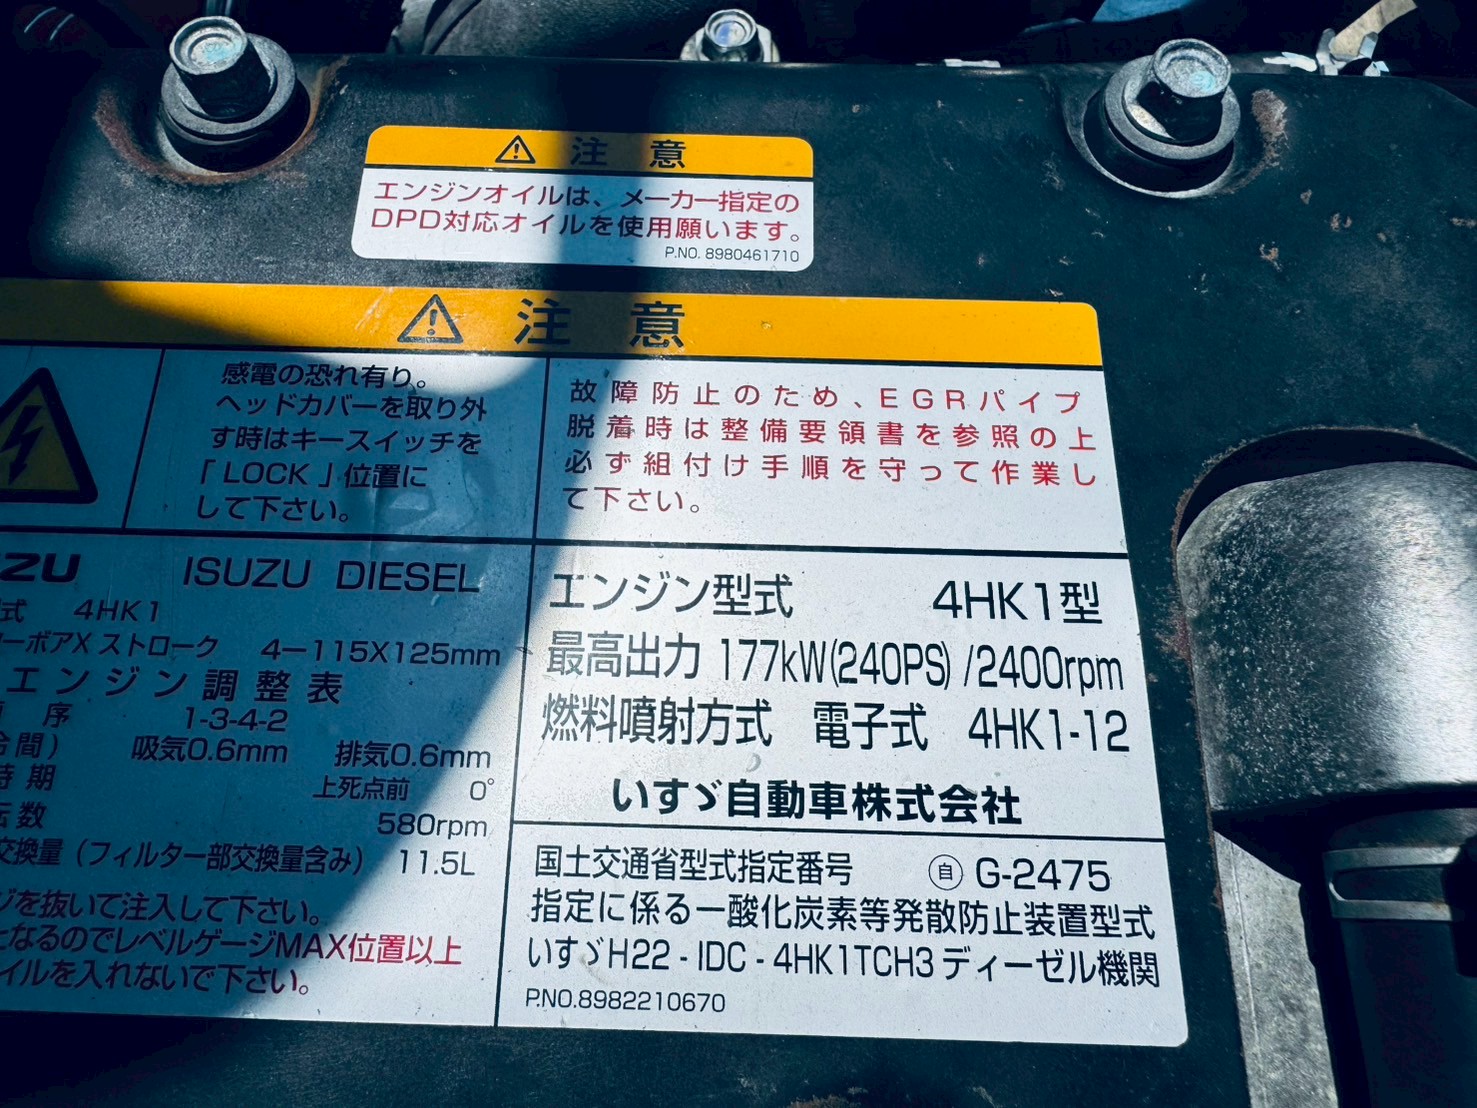 注意
エンジンオイルは、メーカー指定の
DPD対応オイルを使用願います。
P.NO. 8980461710
注意
感電の恐れ有り。
ヘッドカバーを取り外
す時はキースイッチを
「LOCK」位置に
して下さい。
故障防止のため、EGRパイプ
脱着時は整備要領書を参照の上
必ず組付け手順を守って作業し
て下さい。
ZU ISUZU DIESEL
式 4HK1
ーボアX ストローク 4ー115X125mm
エンジン調整表
順序 1-3-4-2
冷間) 吸気0.6mm 排気0.6mm
時期 上死点前 0°
転数 580rpm
交換量(フィルター部交換量含み) 11.5L
ジを抜いて注入して下さい。
となるのでレベルゲージMAX位置以上
イルを入れないで下さい。
エンジン型式 4HK1型
最高出力 177kW(240PS) /2400rpm
燃料噴射方式 電子式 4HK1-12
いすゞ自動車株式会社
国土交通省型式指定番号 自 G-2475
指定に係る一酸化炭素等発散防止装置型式
いすゞH22 - IDC - 4HK1TCH3 ディーゼル機関
P.NO.8982210670